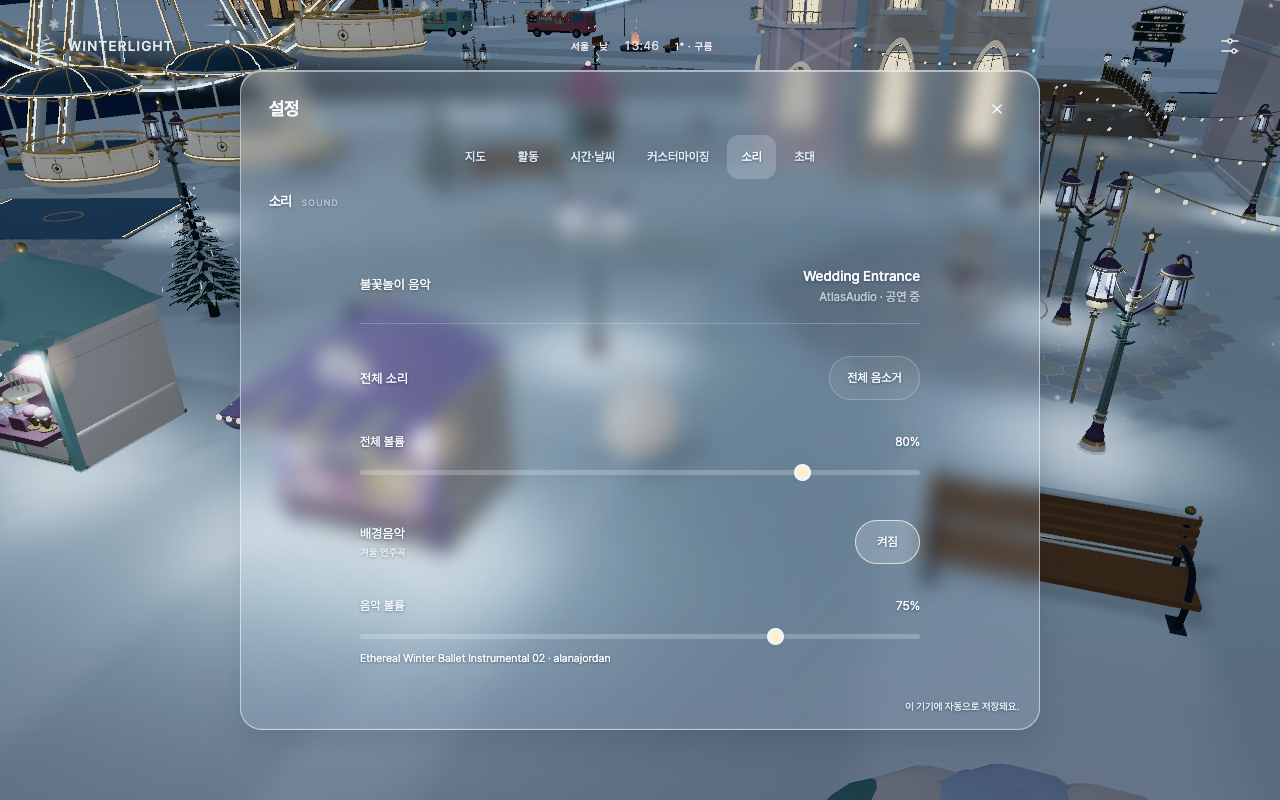 WINTERLIGHT
서울 · 낮 13:46 1° · 구름
설정
지도 활동 시간·날씨 커스터마이징 소리 초대
소리 SOUND
불꽃놀이 음악
Wedding Entrance
AtlasAudio · 공연 중
전체 소리
전체 음소거
전체 볼륨
80%
배경음악
겨울 연주곡
켜짐
음악 볼륨
75%
Ethereal Winter Ballet Instrumental 02 · alanajordan
이 기기에 자동으로 저장돼요.